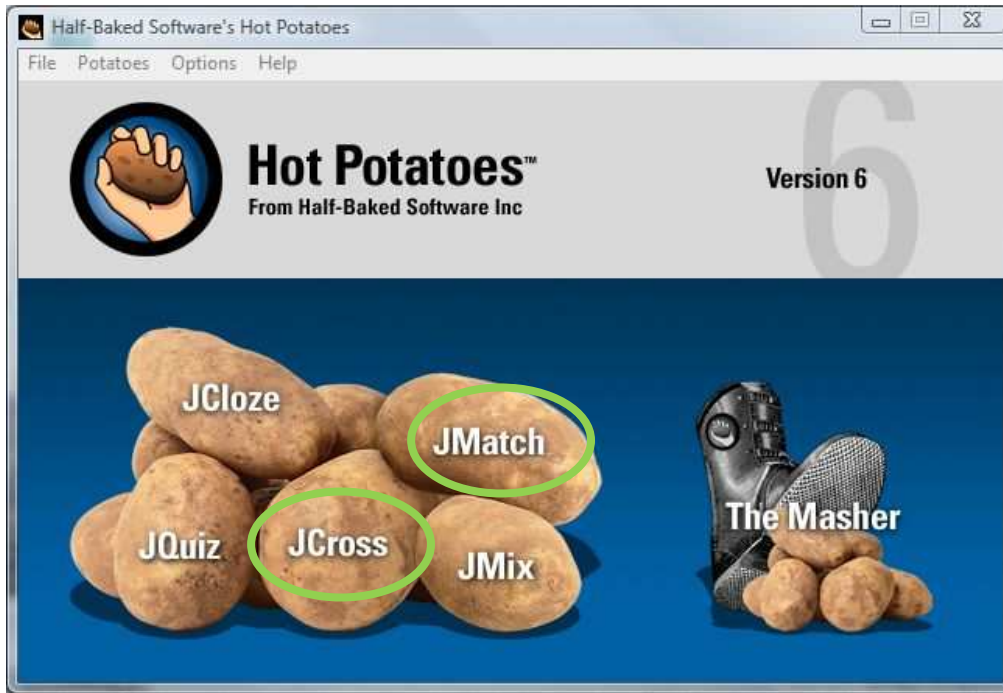 Half-Baked Software's Hot Potatoes
File Potatoes Options Help
6
Hot Potatoes™
From Half-Baked Software Inc
Version 6
JCloze
JMatch
JQuiz
JCross
JMix
The Masher